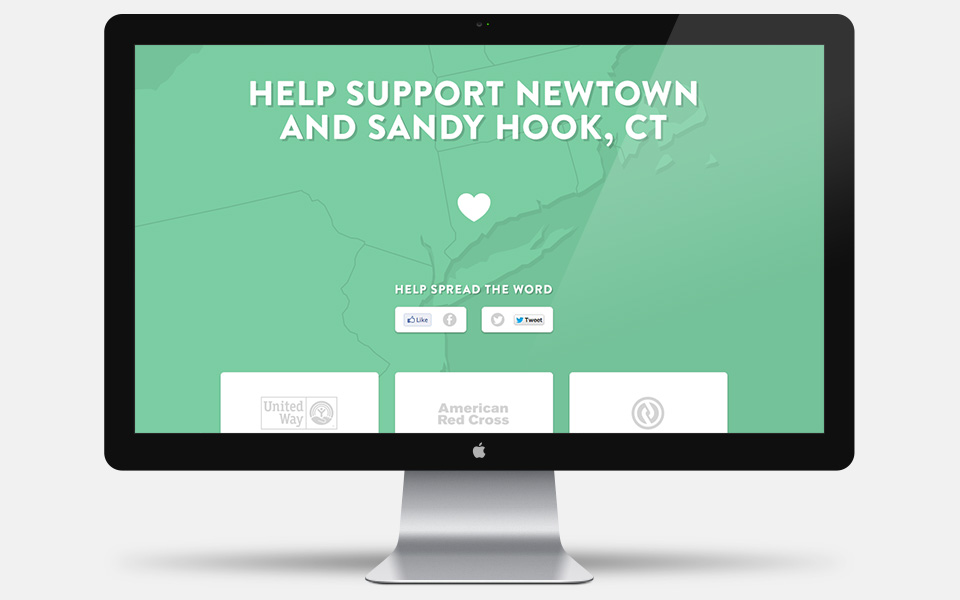 HELP SUPPORT NEWTOWN
AND SANDY HOOK, CT
HELP SPREAD THE WORD
Like
Tweet
United
Way
American
Red Cross